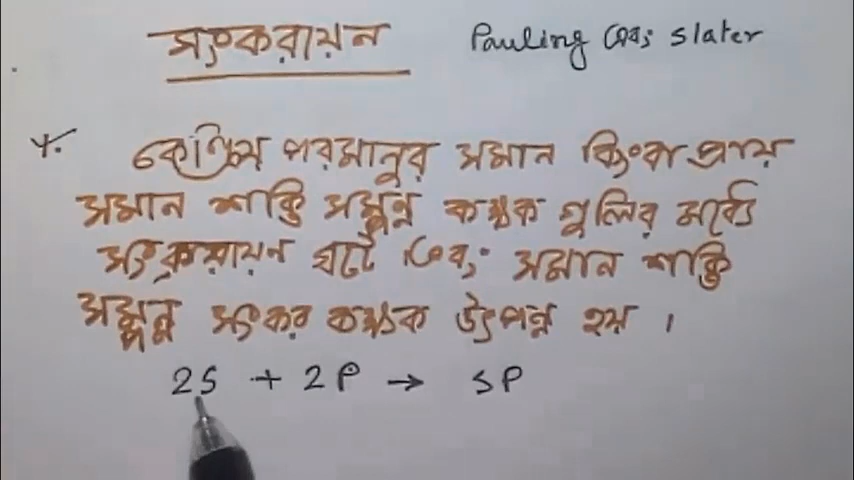 সংকরায়ন Pauling এবং Slater
১. কেন্দ্রিয় পরমানুর সমান কিংবা প্রায়
সমান শক্তি সম্পন্ন কক্ষক গুলির মধ্যে
সংকরায়ন ঘটে এবং সমান শক্তি
সম্পন্ন সংকর কক্ষক উৎপন্ন হয় ।
2S + 2P → SP